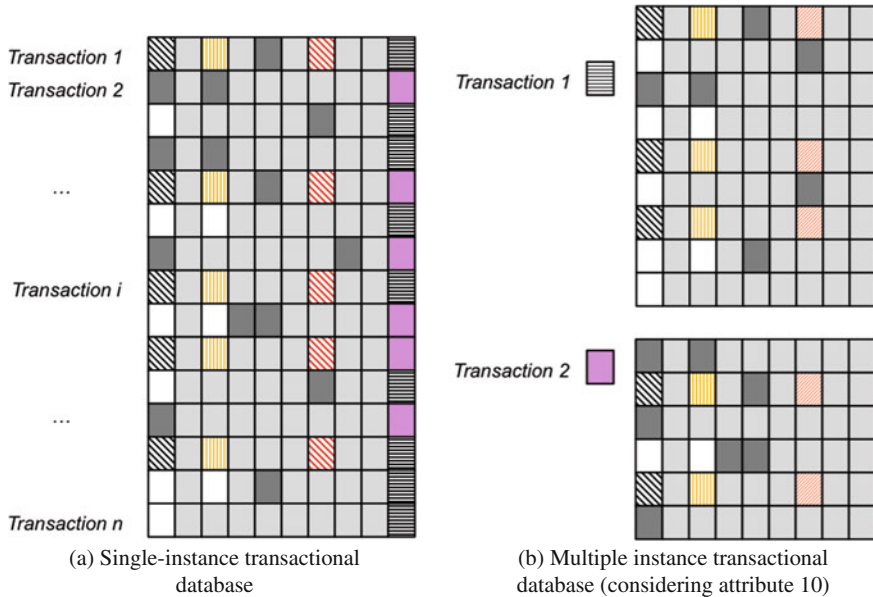 Transaction 1
Transaction 2
...
Transaction i
...
Transaction n
(a) Single-instance transactional
database
Transaction 1
Transaction 2
(b) Multiple instance transactional
database (considering attribute 10)